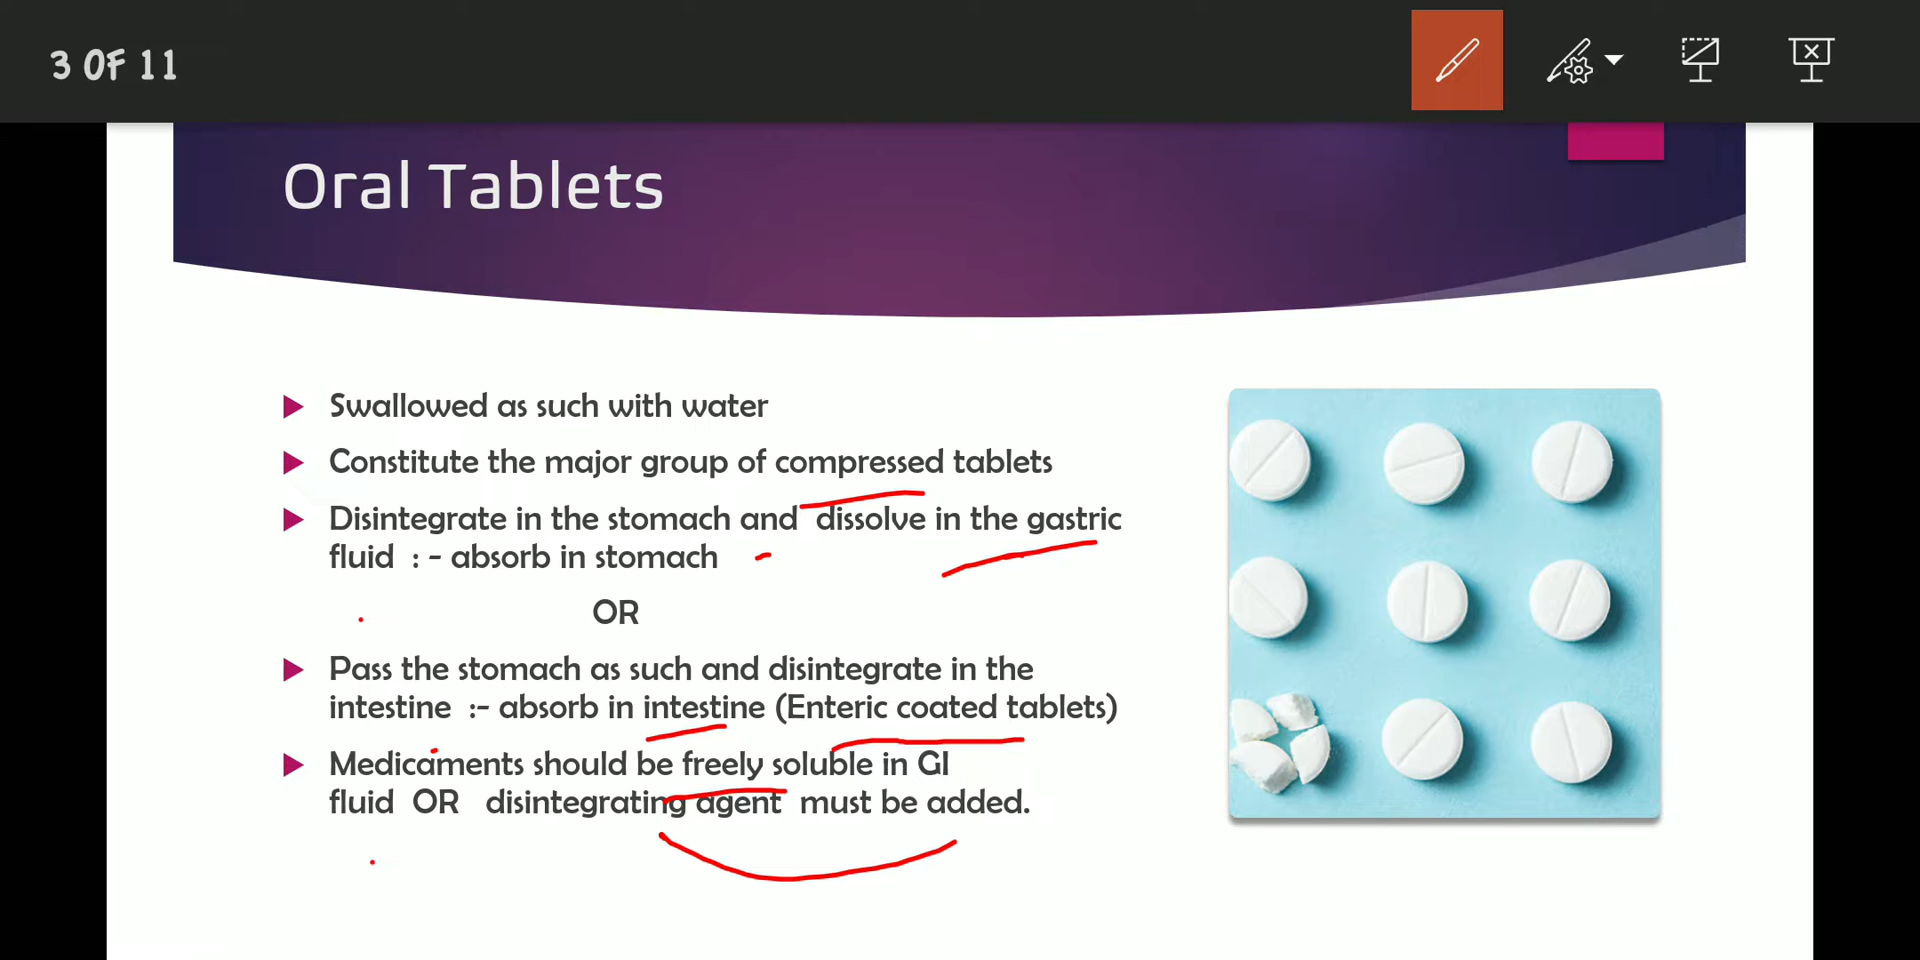 3 OF 11
Oral Tablets
Swallowed as such with water
Constitute the major group of compressed tablets
Disintegrate in the stomach and dissolve in the gastric
fluid : - absorb in stomach
OR
Pass the stomach as such and disintegrate in the
intestine :- absorb in intestine (Enteric coated tablets)
Medicaments should be freely soluble in GI
fluid OR disintegrating agent must be added.